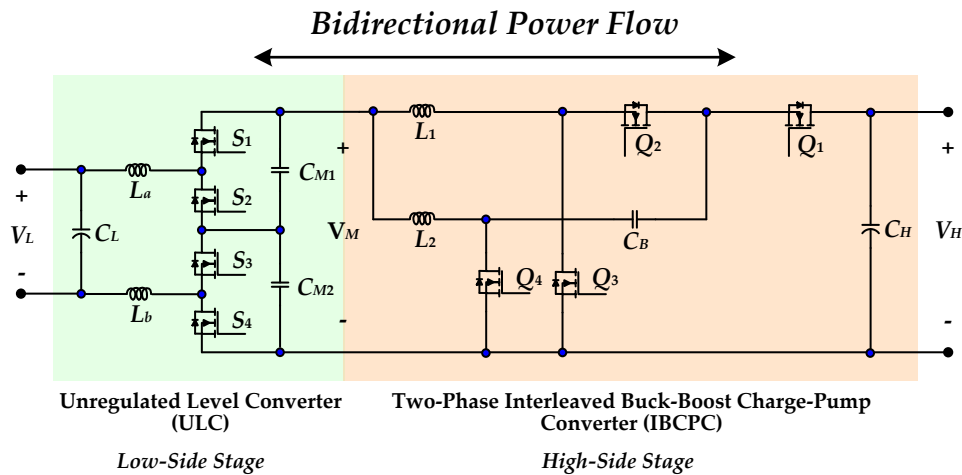 Bidirectional Power Flow
S1
L1
Q2
Q1
+
CM1
+
+
La
S2
L2
VL
CL
VM
CB
CH
VH
-
S3
Q4
Q3
CM2
Lb
S4
-
-
Unregulated Level Converter
(ULC)
Two-Phase Interleaved Buck-Boost Charge-Pump
Converter (IBCPC)
Low-Side Stage
High-Side Stage